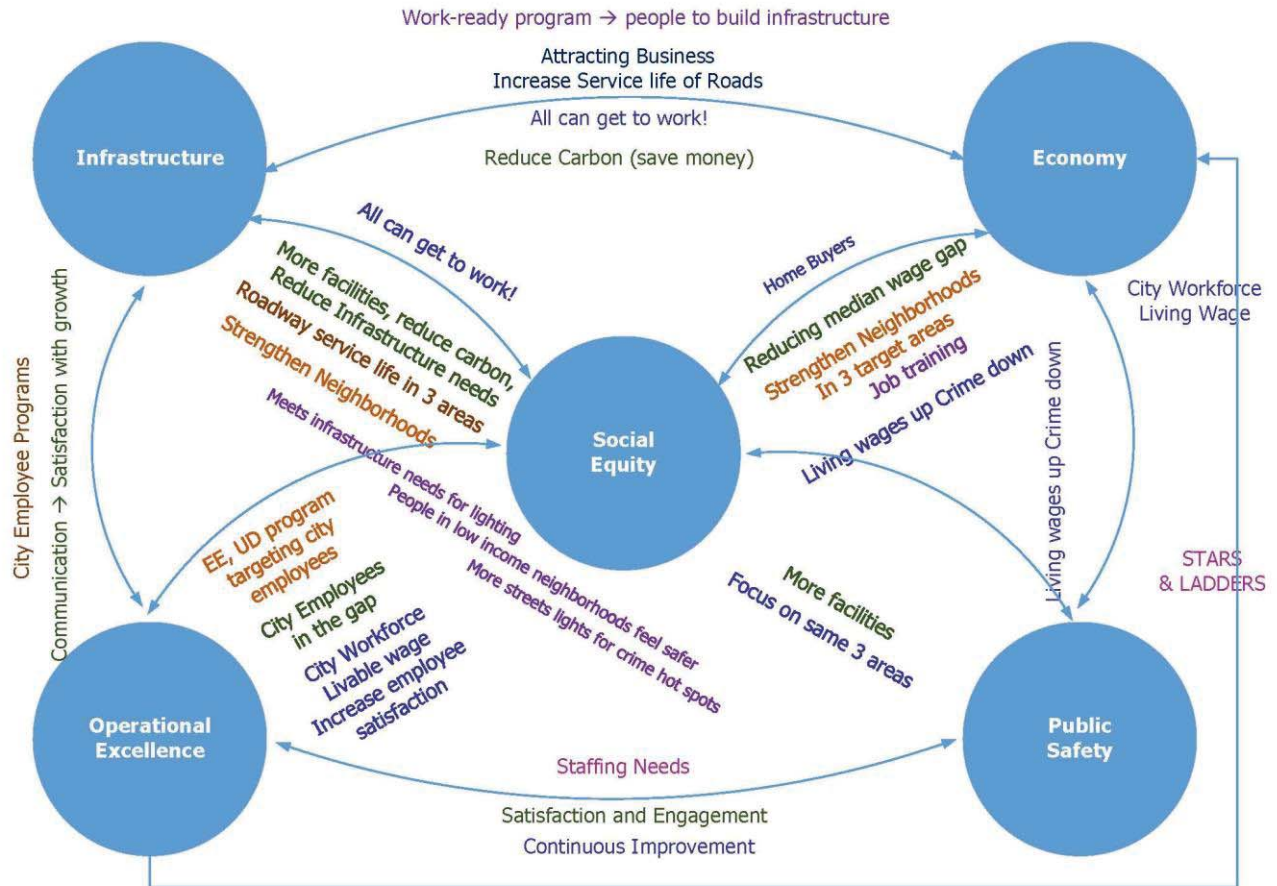 Work-ready program → people to build infrastructure
Attracting Business
Increase Service life of Roads
All can get to work!
Reduce Carbon (save money)
Infrastructure
Economy
All can get to work!
More facilities, reduce carbon,
Reduce Infrastructure needs
Roadway service life in 3 areas
Strengthen Neighborhoods
Home Buyers
Reducing median wage gap
Strengthen Neighborhoods
In 3 target areas
Job training
Living wages up Crime down
City Workforce
Living Wage
City Employee Programs
Communication → Satisfaction with growth
Social
Equity
Meets infrastructure needs for lighting
People in low income neighborhoods feel safer
More streets lights for crime hot spots
Living wages up Crime down
STARS
& LADDERS
EE, UD program
targeting city
employees
City Employees
in the gap
City Workforce
Livable wage
Increase employee
satisfaction
More facilities
Focus on same 3 areas
Operational
Excellence
Public
Safety
Staffing Needs
Satisfaction and Engagement
Continuous Improvement